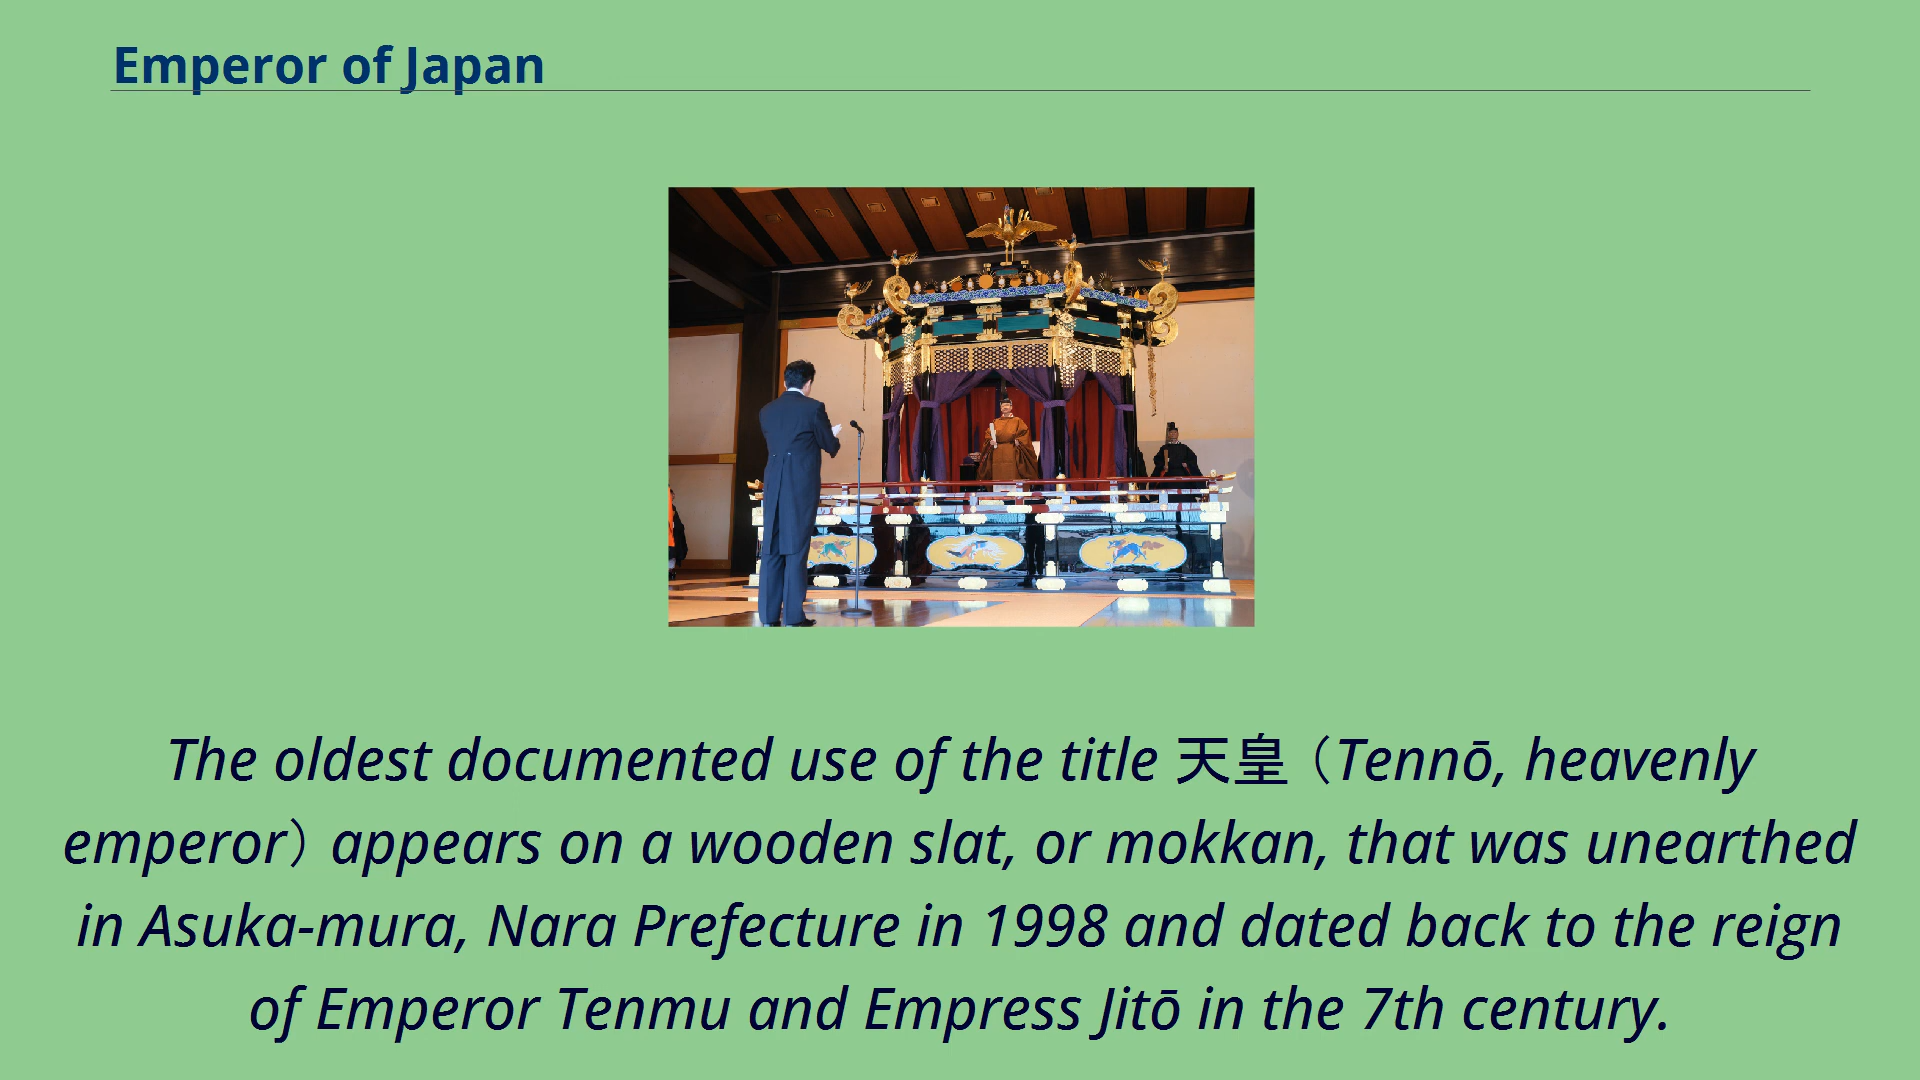 Emperor of Japan
The oldest documented use of the title 天皇（Tennō, heavenly
emperor）appears on a wooden slat, or mokkan, that was unearthed
in Asuka-mura, Nara Prefecture in 1998 and dated back to the reign
of Emperor Tenmu and Empress Jitō in the 7th century.